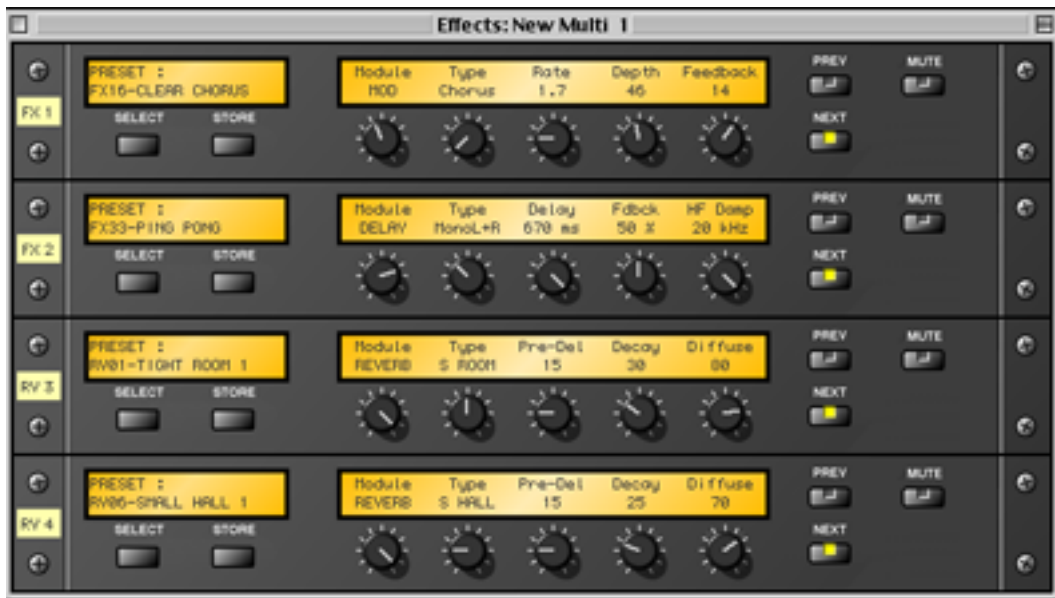 Effects: New Multi 1
PRESET :
FX16-CLEAR CHORUS
Module Type Rate Depth Feedback
MOD Chorus 1.7 46 14
PREV MUTE
FX 1
SELECT STORE
NEXT
PRESET :
FX33-PING PONG
Module Type Delay Fdbck HF Damp
DELAY MonoL+R 670 ms 50 % 20 kHz
PREV MUTE
FX 2
SELECT STORE
NEXT
PRESET :
RV01-TIGHT ROOM 1
Module Type Pre-Del Decay Diffuse
REVERB S ROOM 15 30 80
PREV MUTE
RV 3
SELECT STORE
NEXT
PRESET :
RV06-SMALL HALL 1
Module Type Pre-Del Decay Diffuse
REVERB S HALL 15 25 70
PREV MUTE
RV 4
SELECT STORE
NEXT